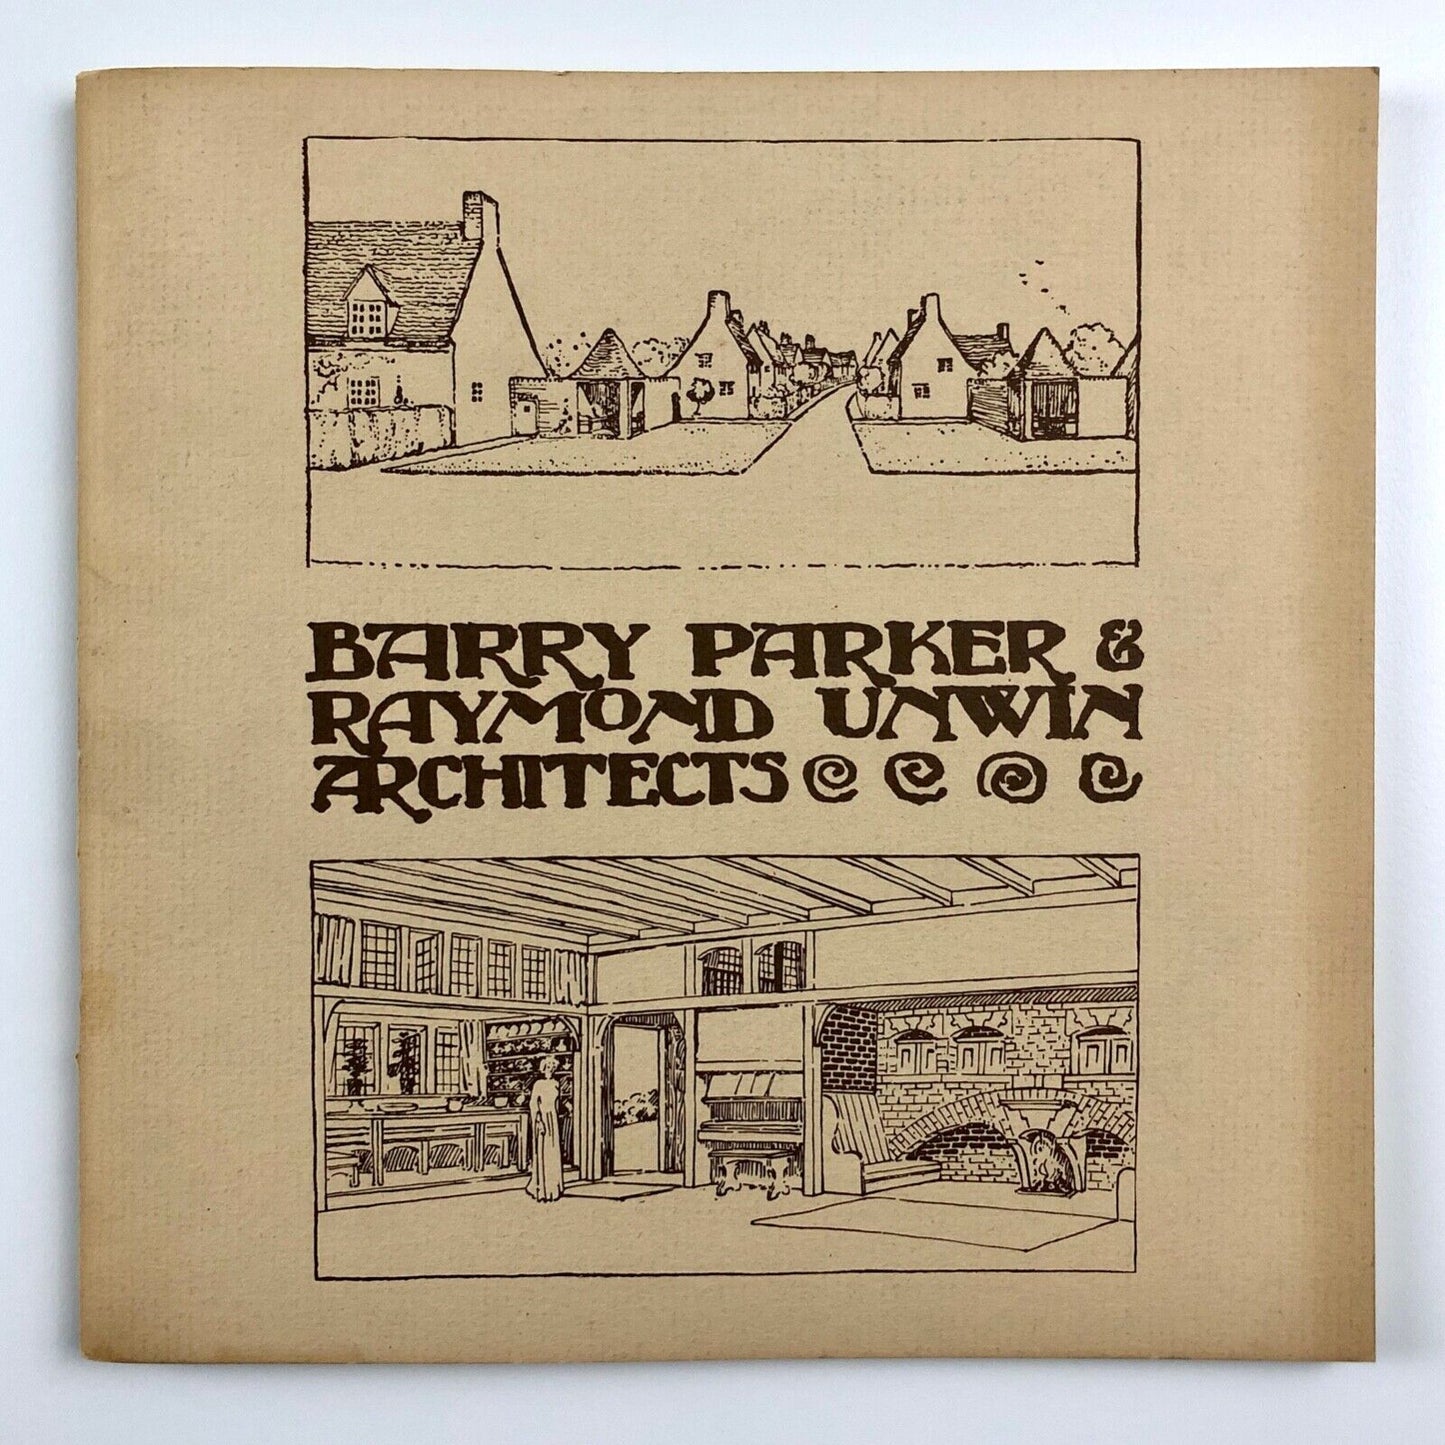 BARRY PARKER &
RAYMOND UNWIN
ARCHITECTS